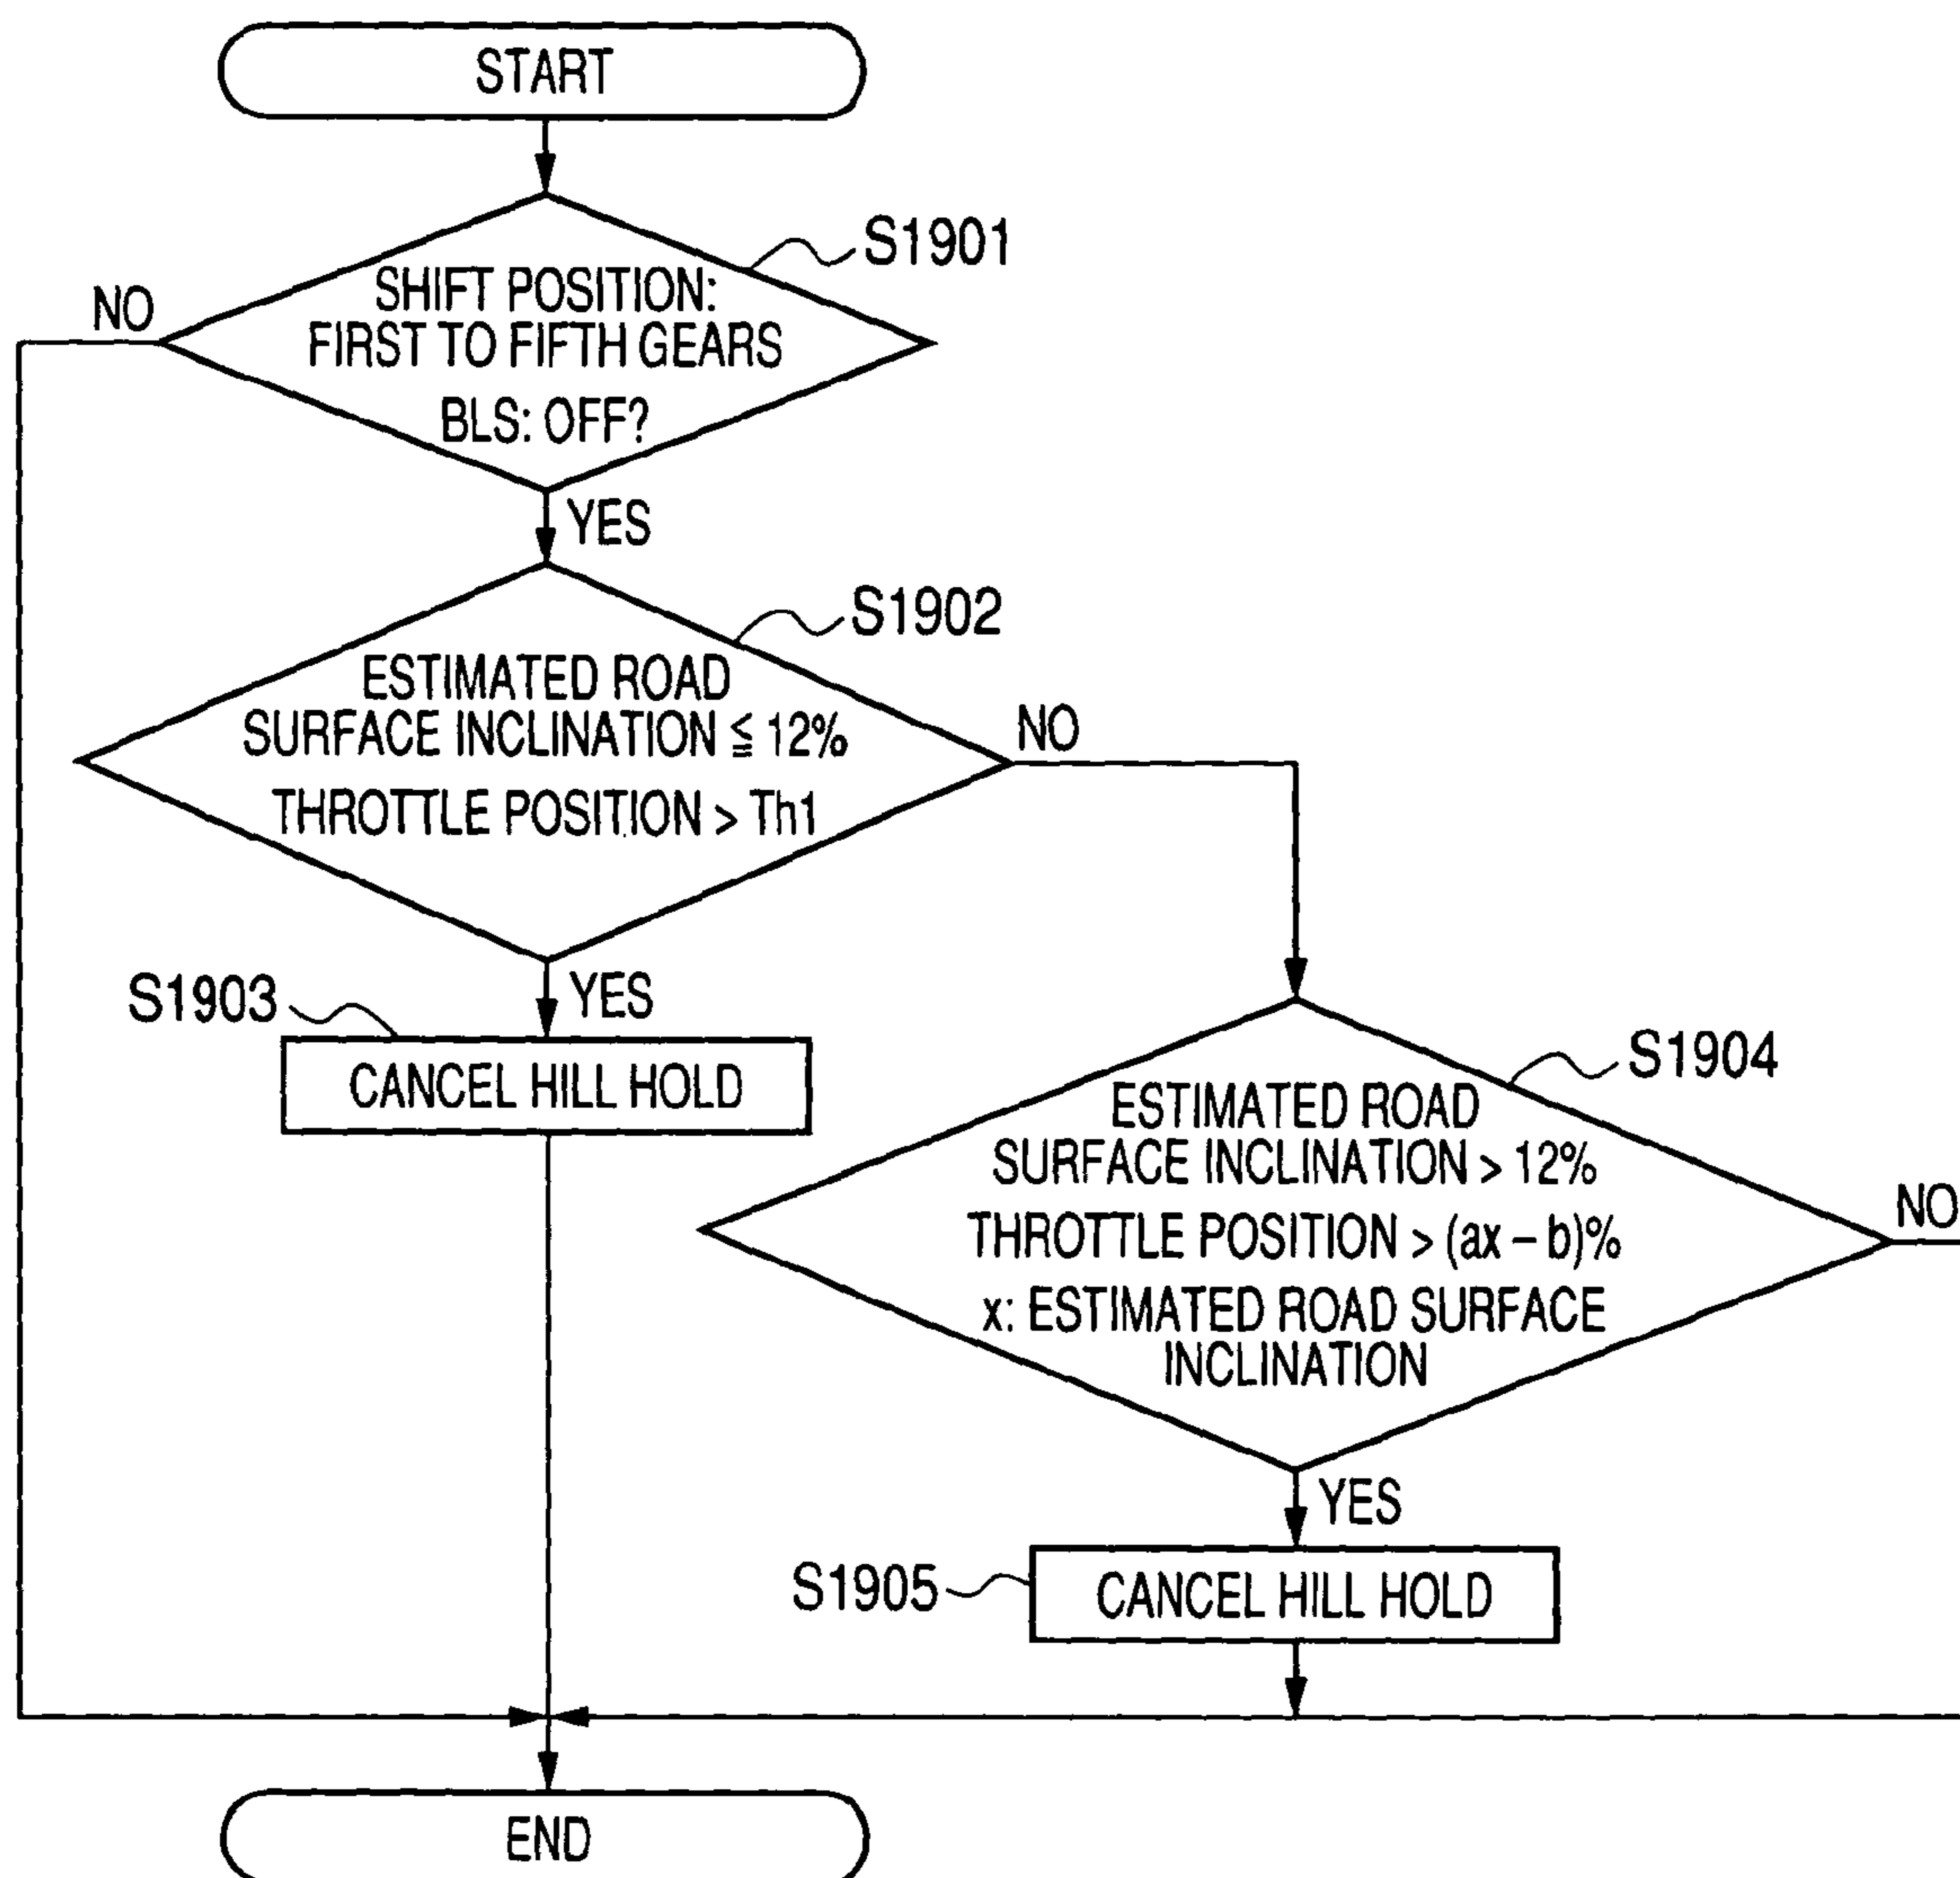 START
S1901
SHIFT POSITION:
FIRST TO FIFTH GEARS
BLS: OFF?
NO
YES
S1902
ESTIMATED ROAD
SURFACE INCLINATION ≦ 12%
THROTTLE POSITION > Th1
NO
YES
S1903
CANCEL HILL HOLD
S1904
ESTIMATED ROAD
SURFACE INCLINATION > 12%
THROTTLE POSITION > (ax – b)%
x: ESTIMATED ROAD SURFACE
INCLINATION
NO
YES
S1905
CANCEL HILL HOLD
END